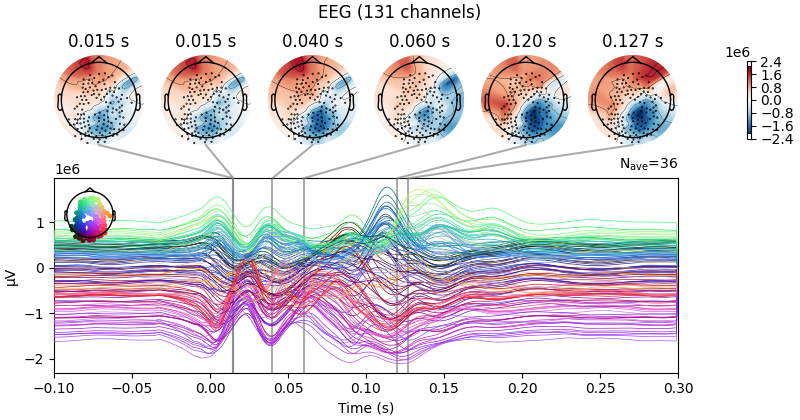 EEG (131 channels)
0.015 s 0.015 s 0.040 s 0.060 s 0.120 s 0.127 s
1e6
2.4
1.6
0.8
0.0
−0.8
−1.6
−2.4
1e6
Nave=36
1
0
−1
−2
µV
−0.10 −0.05 0.00 0.05 0.10 0.15 0.20 0.25 0.30
Time (s)